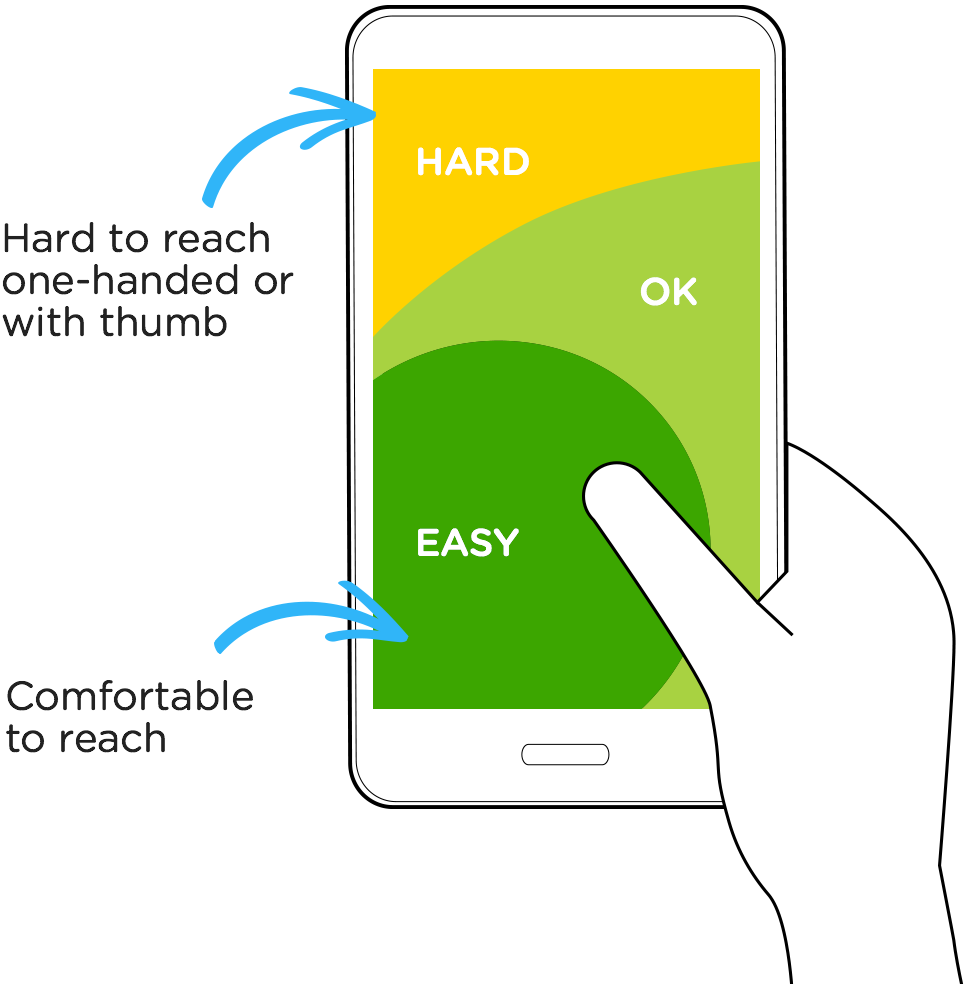 HARD
Hard to reach
one-handed or
with thumb
OK
EASY
Comfortable
to reach